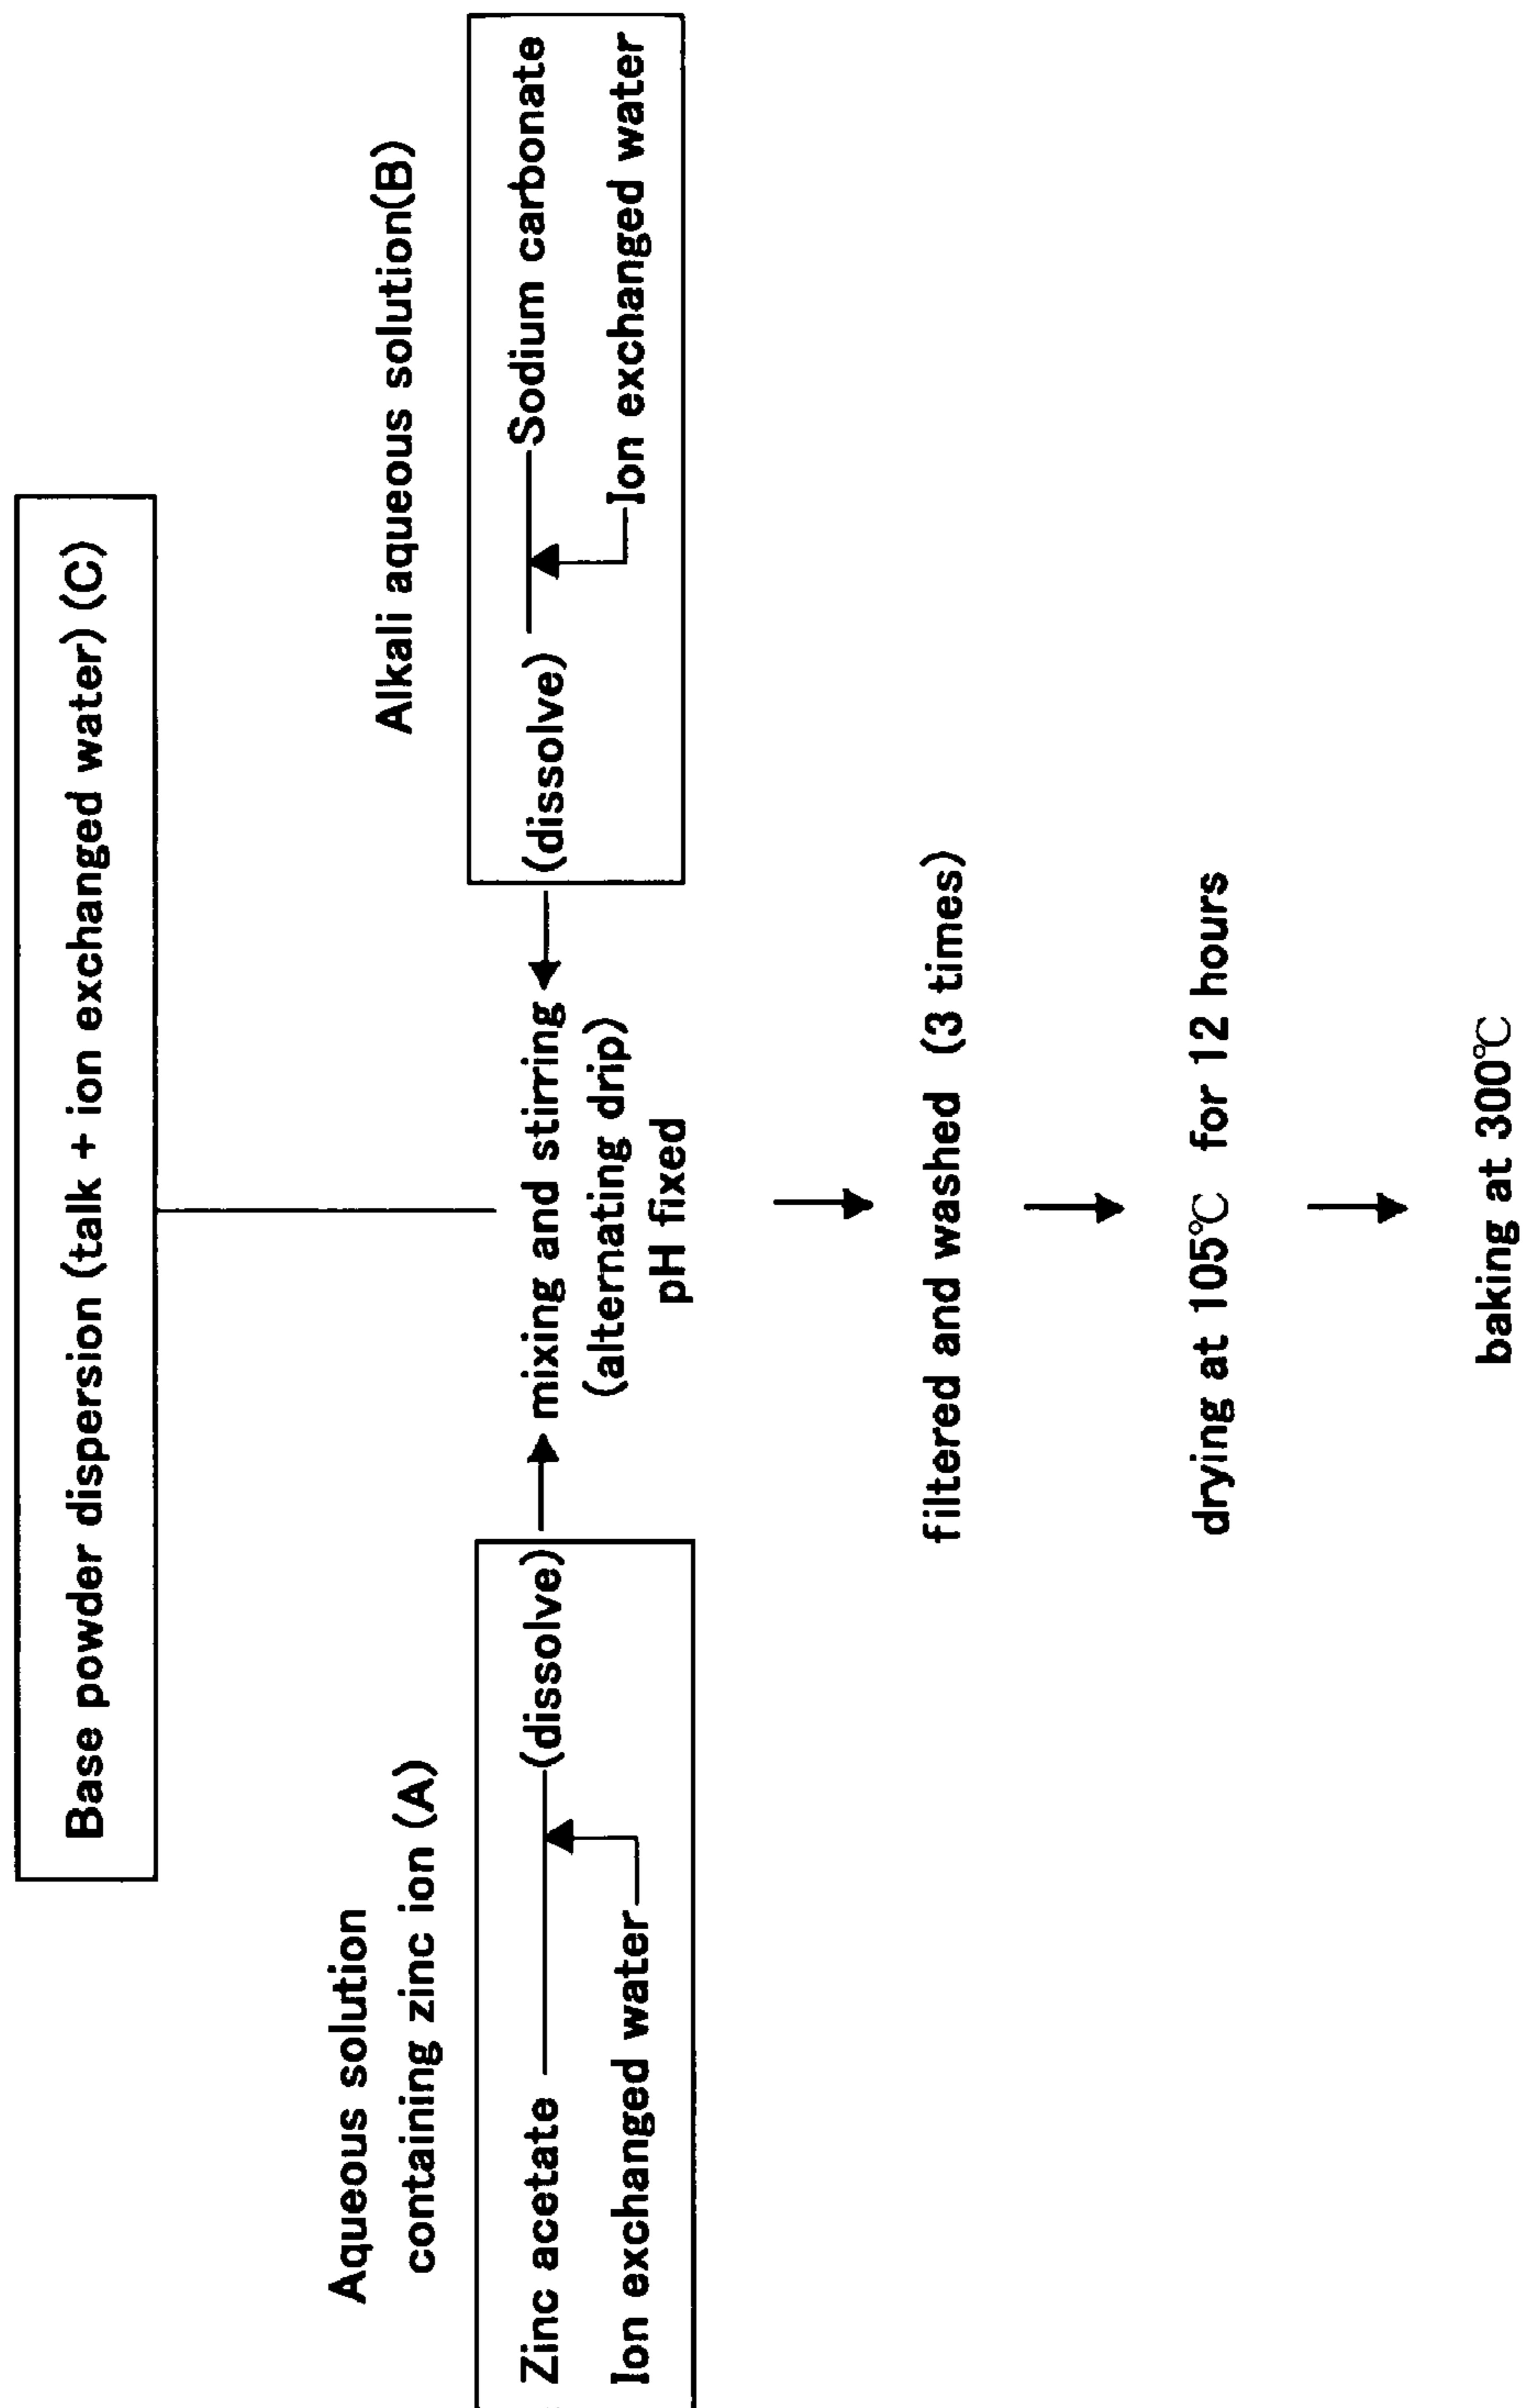 Base powder dispersion (talk + ion exchanged water) (C)
Aqueous solution
containing zinc ion (A)
Zinc acetate
(dissolve)
Ion exchanged water
mixing and stirring
(alternating drip)
pH fixed
Alkali aqueous solution(B)
(dissolve)
Sodium carbonate
Ion exchanged water
filtered and washed (3 times)
drying at 105℃ for 12 hours
baking at 300℃